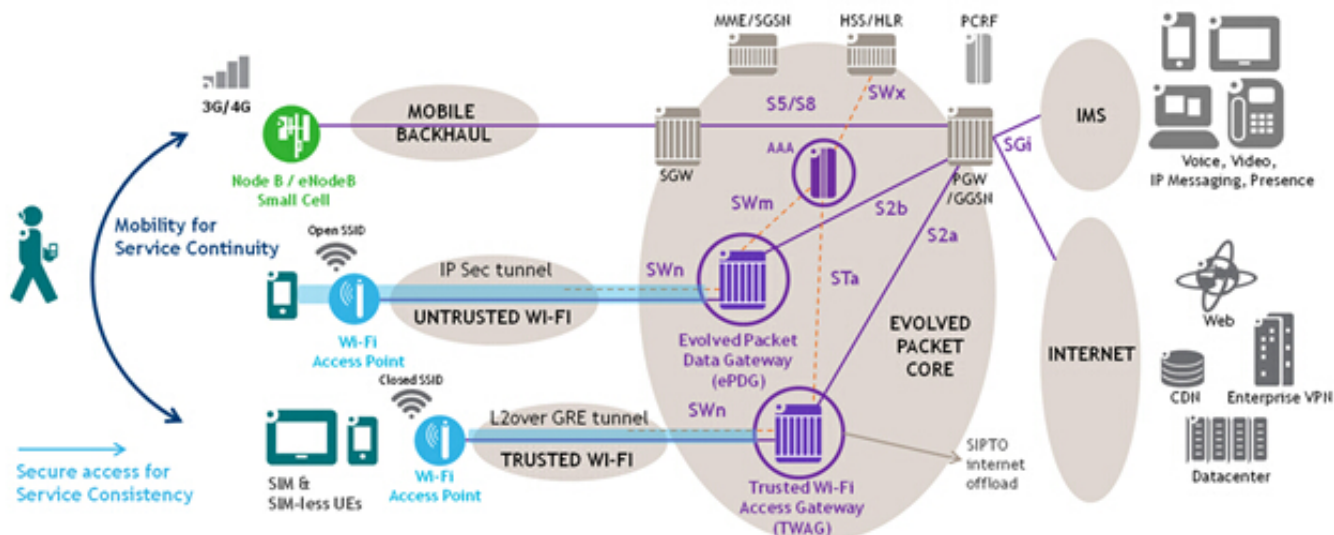 MME/SGSN
HSS/HLR
PCRF
3G/4G
MOBILE
BACKHAUL
S5/S8
SWx
IMS
AAA
SGi
Node B / eNodeB
Small Cell
SGW
PGW
/GGSN
Voice, Video,
IP Messaging, Presence
Mobility for
Service Continuity
Open SSID
SWm
S2b
S2a
IP Sec tunnel
SWn
STa
UNTRUSTED WI-FI
Wi-Fi
Access Point
Evolved Packet
Data Gateway
(ePDG)
EVOLVED
PACKET
CORE
INTERNET
Web
CDN
Enterprise VPN
Closed SSID
L2over GRE tunnel
SWn
TRUSTED WI-FI
Secure access for
Service Consistency
SIM &
SIM-less UEs
Wi-Fi
Access Point
Trusted Wi-Fi
Access Gateway
(TWAG)
SIPTO
internet
offload
Datacenter